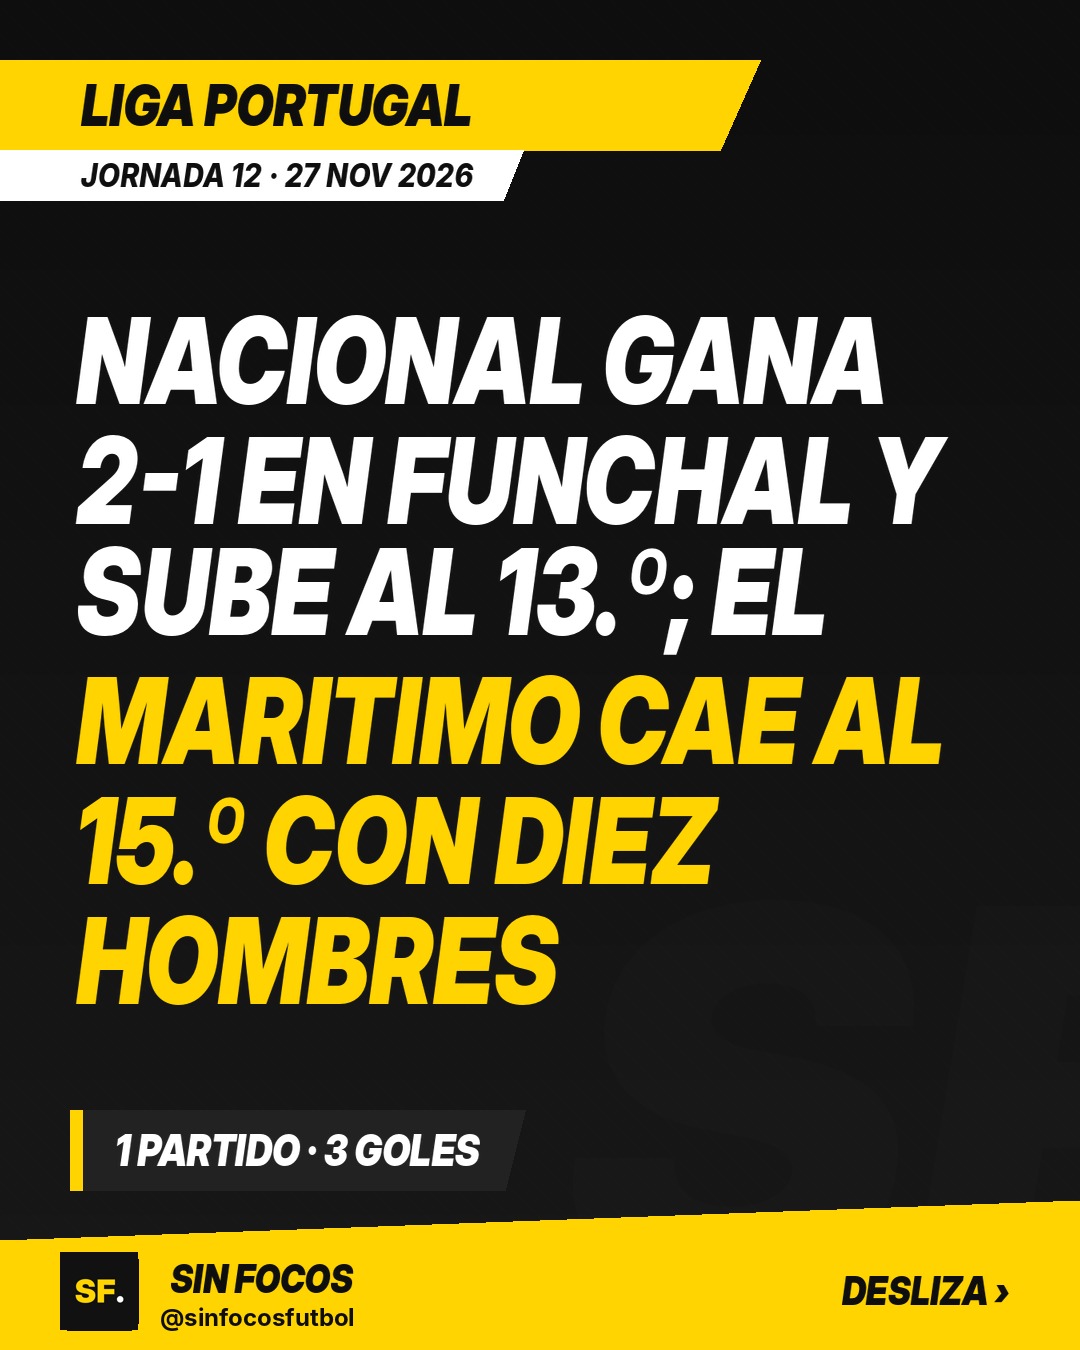 LIGA PORTUGAL
JORNADA 12 · 27 NOV 2026
NACIONAL GANA
2-1 EN FUNCHAL Y
SUBE AL 13.º; EL
MARITIMO CAE AL
15.º CON DIEZ
HOMBRES
1 PARTIDO · 3 GOLES
SF
SF.
SIN FOCOS
@sinfocosfutbol
DESLIZA ›